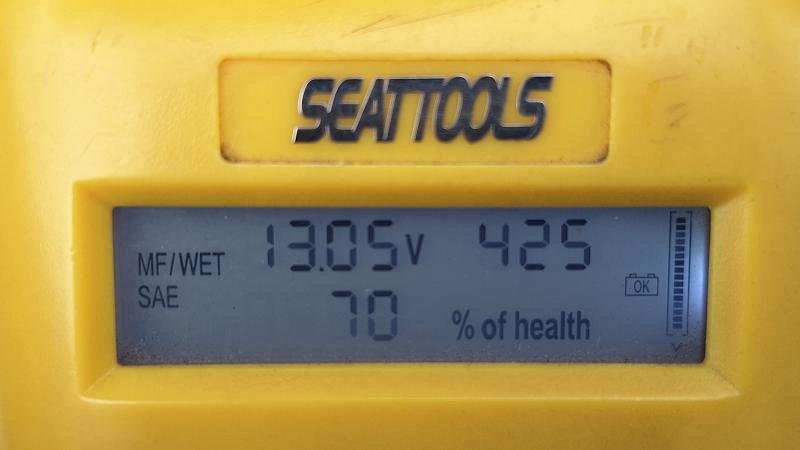 SEATTOOLS
MF/WET 13.05V 425
SAE 70 % of health
OK